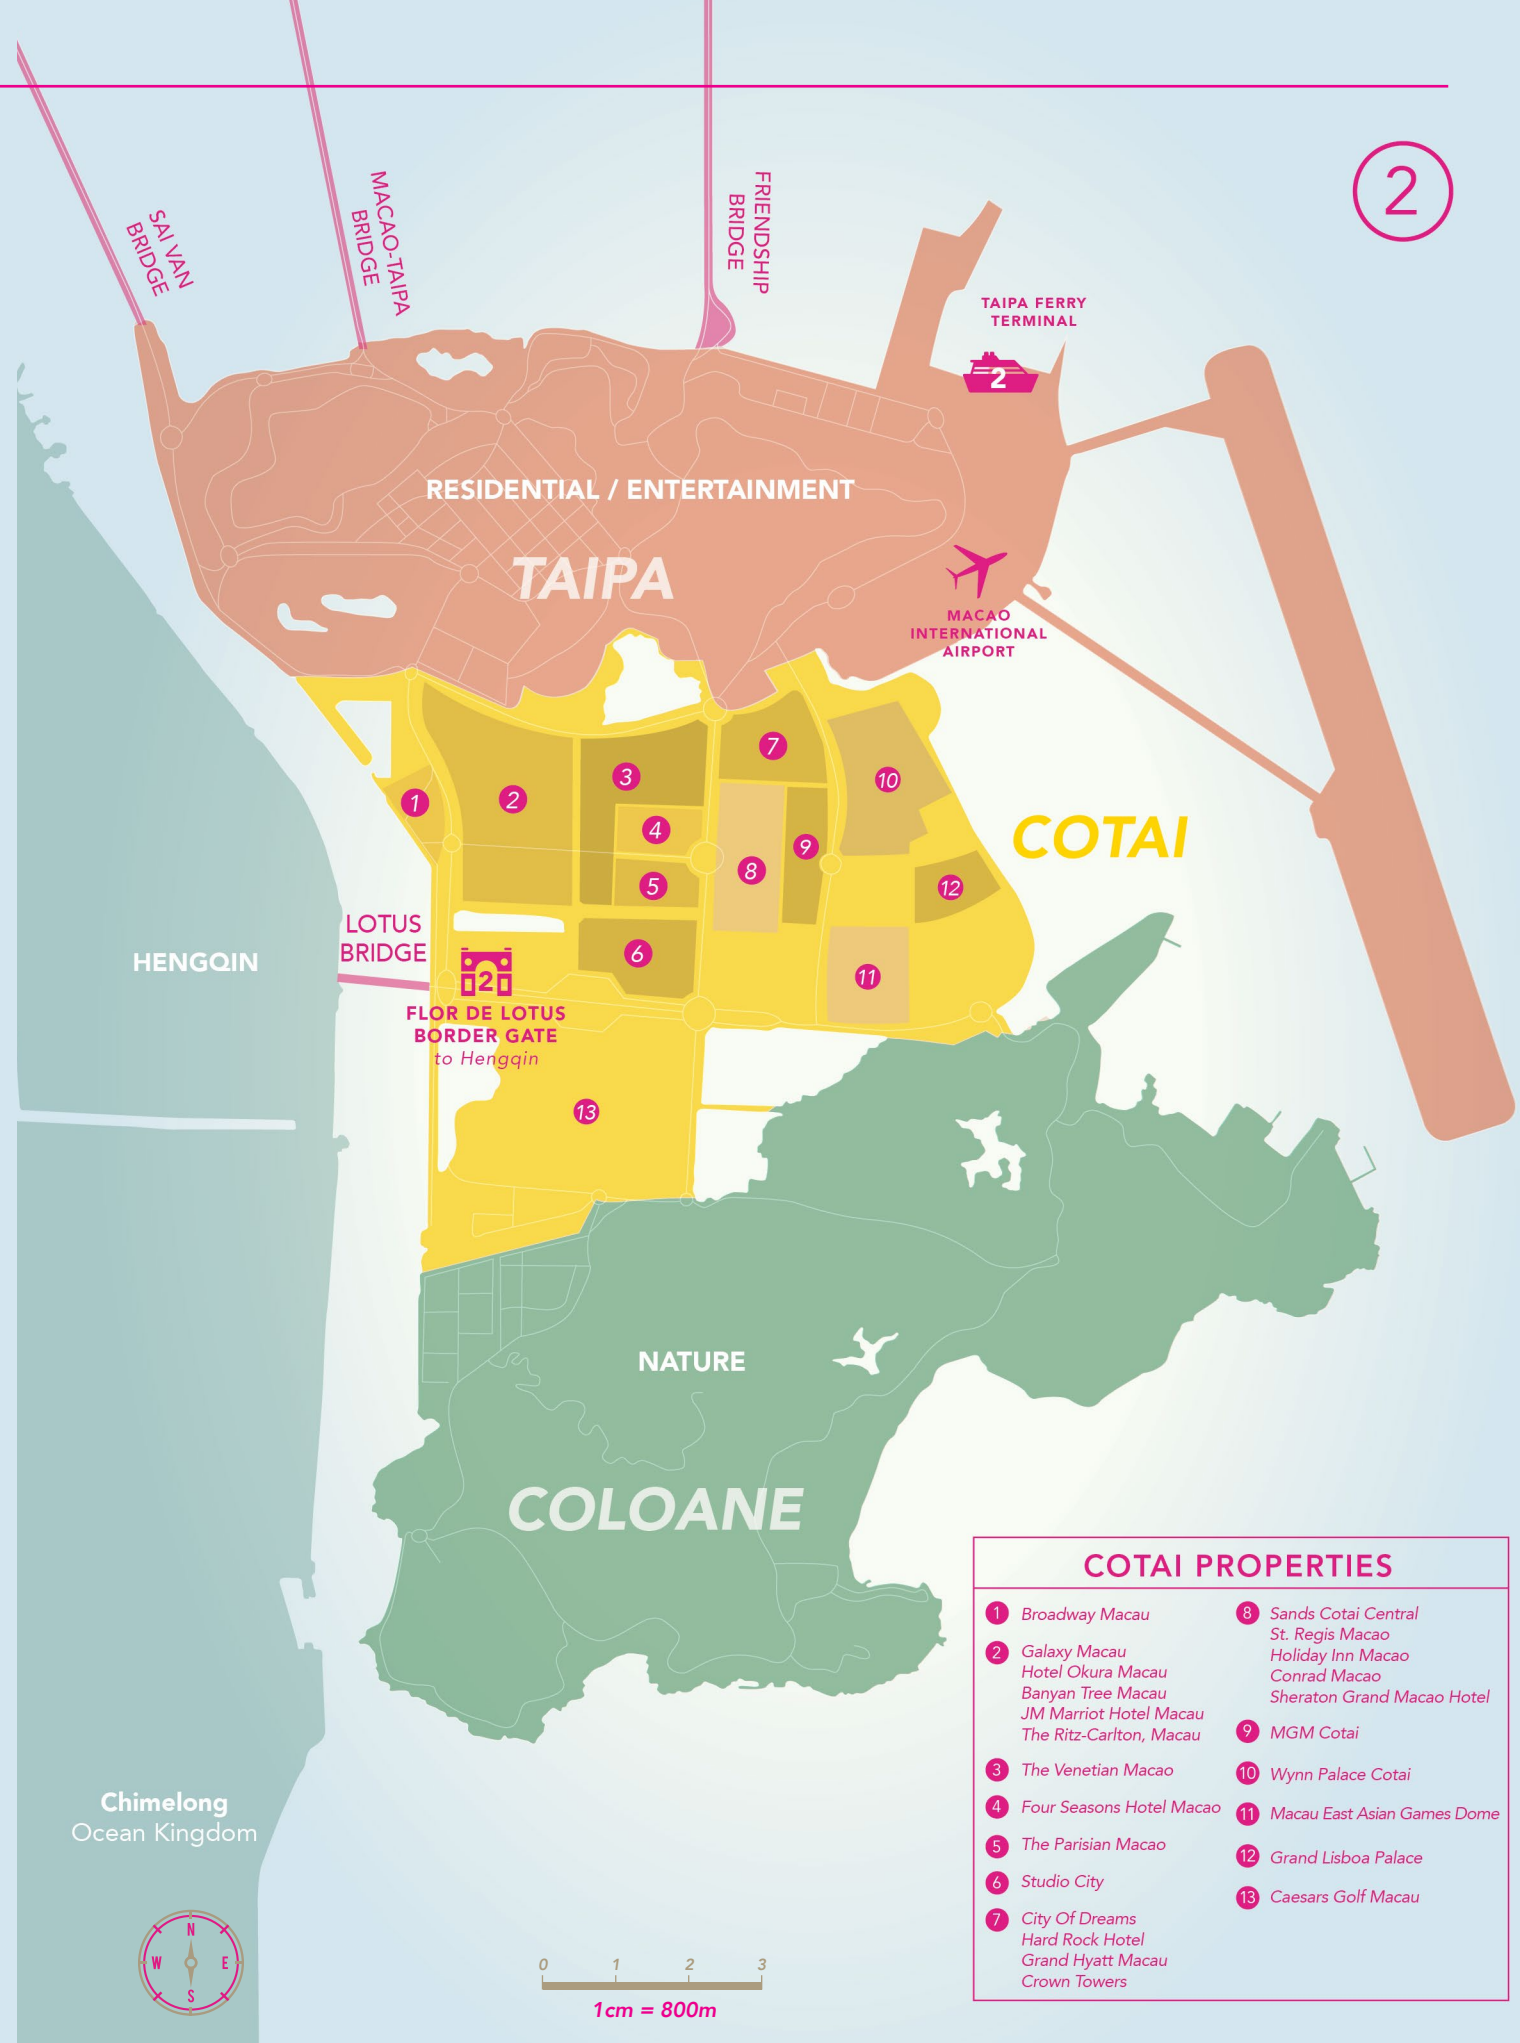 2
SAI VAN
BRIDGE
MACAO-TAIPA
BRIDGE
FRIENDSHIP
BRIDGE
TAIPA FERRY
TERMINAL
2
RESIDENTIAL / ENTERTAINMENT
TAIPA
MACAO
INTERNATIONAL
AIRPORT
1
2
3
4
5
6
7
8
9
10
11
12
13
COTAI
LOTUS
BRIDGE
HENGQIN
2
FLOR DE LOTUS
BORDER GATE
to Hengqin
NATURE
COLOANE
Chimelong
Ocean Kingdom
N
W E
S
0 1 2 3
1cm = 800m
COTAI PROPERTIES
1 Broadway Macau
2 Galaxy Macau
Hotel Okura Macau
Banyan Tree Macau
JM Marriot Hotel Macau
The Ritz-Carlton, Macau
3 The Venetian Macao
4 Four Seasons Hotel Macao
5 The Parisian Macao
6 Studio City
7 City Of Dreams
Hard Rock Hotel
Grand Hyatt Macau
Crown Towers
8 Sands Cotai Central
St. Regis Macao
Holiday Inn Macao
Conrad Macao
Sheraton Grand Macao Hotel
9 MGM Cotai
10 Wynn Palace Cotai
11 Macau East Asian Games Dome
12 Grand Lisboa Palace
13 Caesars Golf Macau